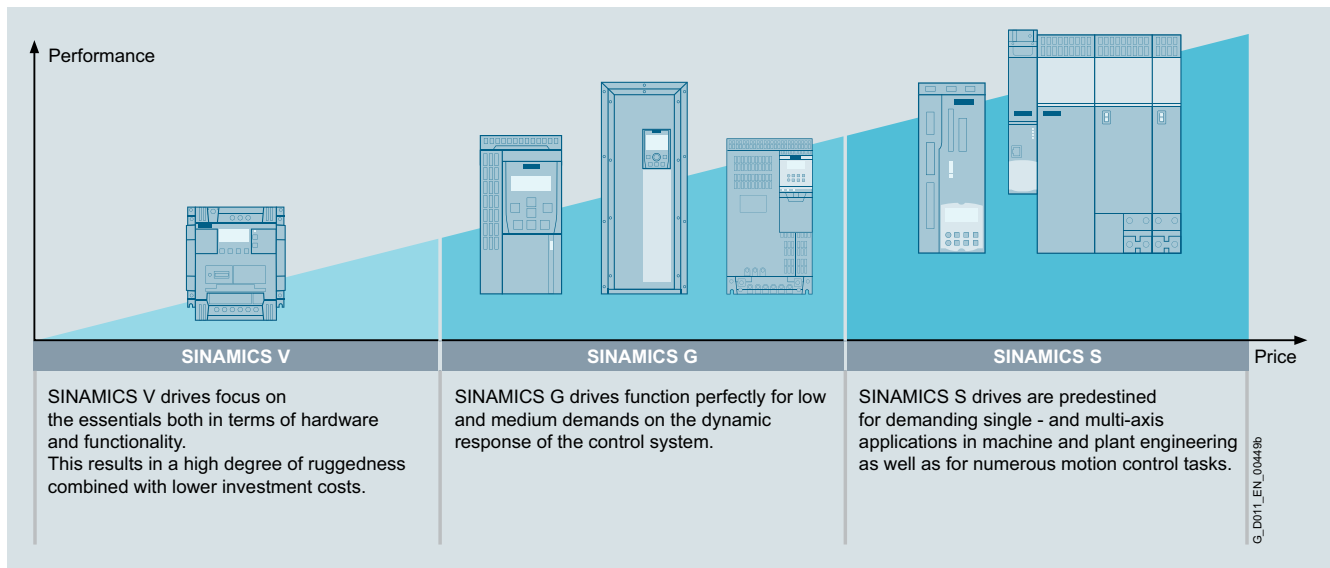 Performance
SINAMICS V
SINAMICS G
SINAMICS S
Price
SINAMICS V drives focus on
the essentials both in terms of hardware
and functionality.
This results in a high degree of ruggedness
combined with lower investment costs.
SINAMICS G drives function perfectly for low
and medium demands on the dynamic
response of the control system.
SINAMICS S drives are predestined
for demanding single - and multi-axis
applications in machine and plant engineering
as well as for numerous motion control tasks.
G_D011_EN_00449b